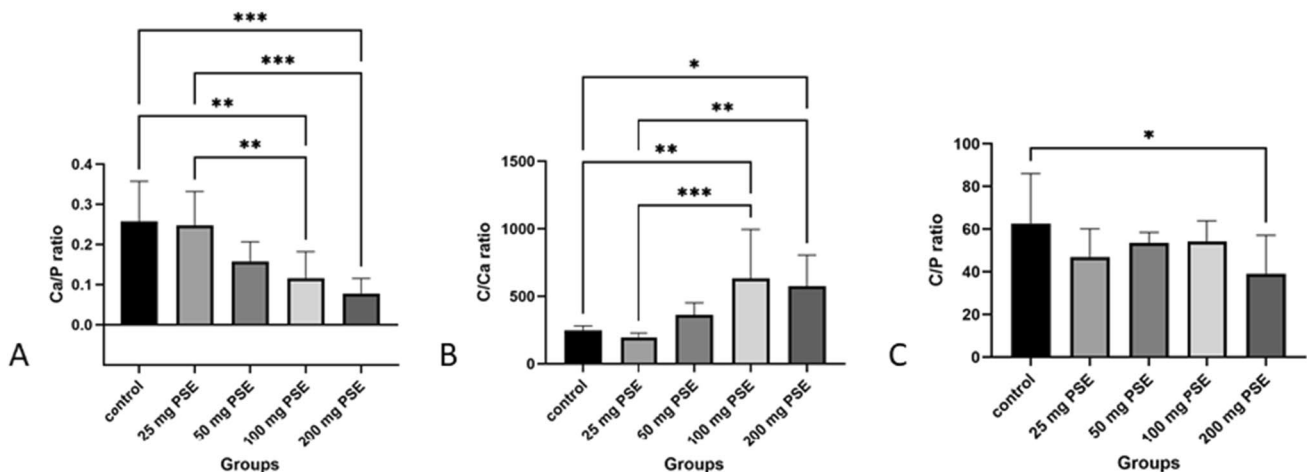 ***
***
**
**
0.4
0.3
0.2
0.1
0.0
Ca/P ratio
control
25 mg PSE
50 mg PSE
100 mg PSE
200 mg PSE
Groups
A
*
**
**
***
1500
1000
500
0
C/Ca ratio
control
25 mg PSE
50 mg PSE
100 mg PSE
200 mg PSE
Groups
B
*
100
80
60
40
20
0
C/P ratio
control
25 mg PSE
50 mg PSE
100 mg PSE
200 mg PSE
Groups
C